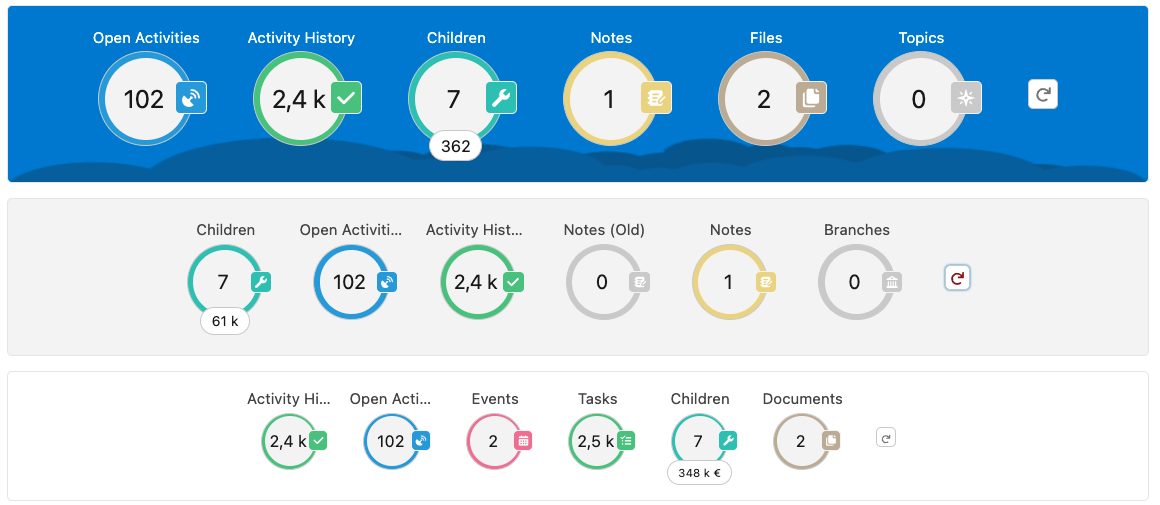 Open Activities Activity History Children Notes Files Topics
102 2,4 k 7 1 2 0
362
Children Open Activiti... Activity Hist... Notes (Old) Notes Branches
7 102 2,4 k 0 1 0
61 k
Activity Hi... Open Acti... Events Tasks Children Documents
2,4 k 102 2 2,5 k 7 2
348 k €